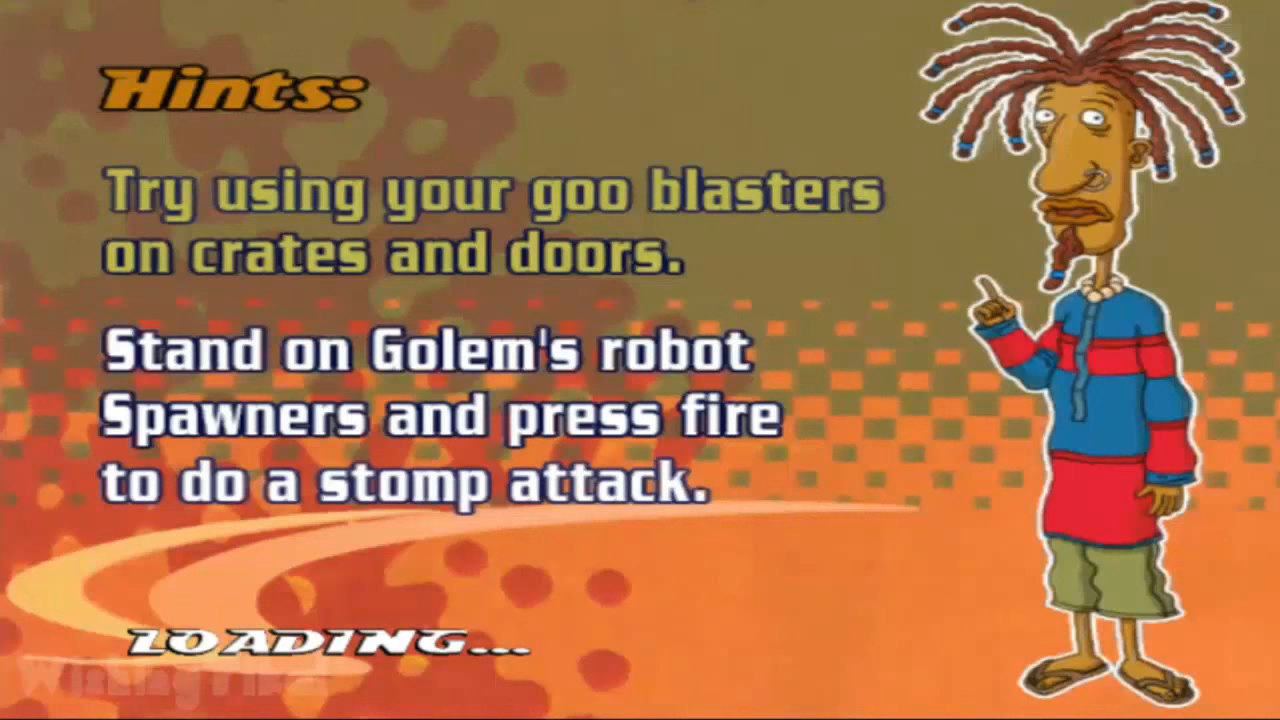 Hints:
Try using your goo blasters
on crates and doors.
Stand on Golem's robot
Spawners and press fire
to do a stomp attack.
LOADING...